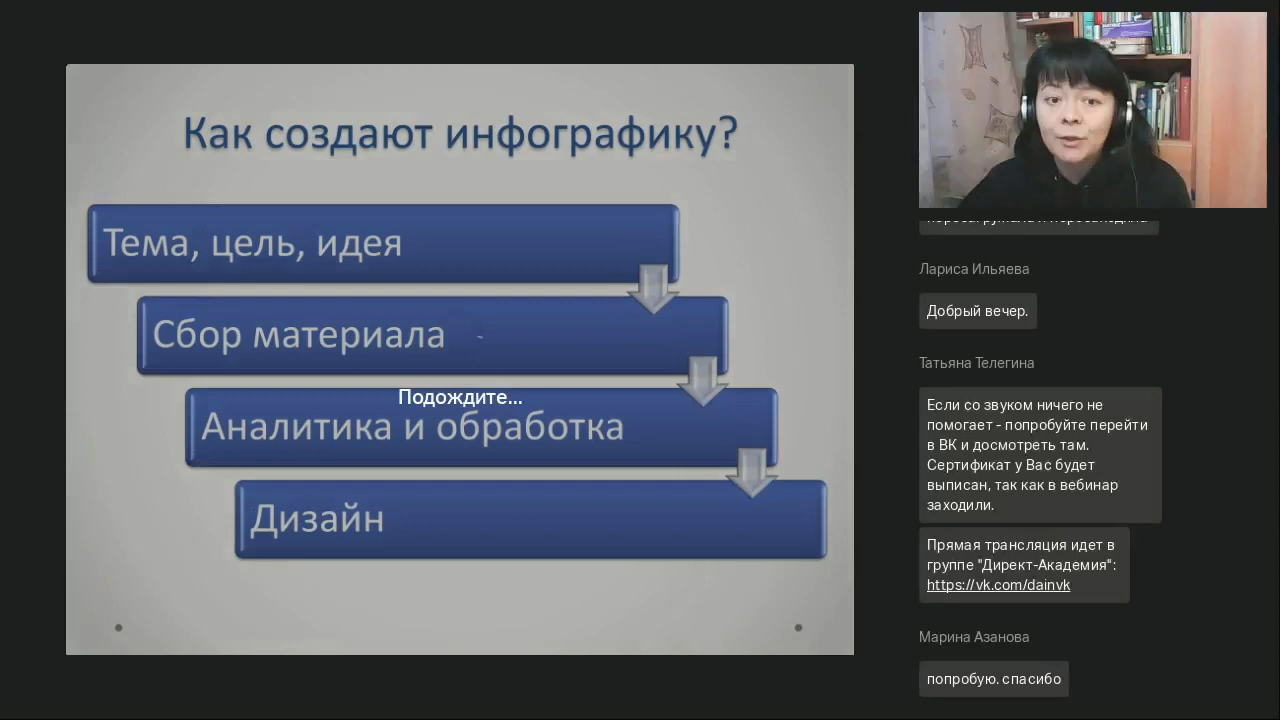 Как создают инфографику?
Тема, цель, идея
Сбор материала
Подождите...
Аналитика и обработка
Дизайн
Лариса Ильяева
Добрый вечер.
Татьяна Телегина
Если со звуком ничего не
помогает - попробуйте перейти
в ВК и досмотреть там.
Сертификат у Вас будет
выписан, так как в вебинар
заходили.
Прямая трансляция идет в
группе "Директ-Академия":
https://vk.com/dainvk
Марина Азанова
попробую. спасибо